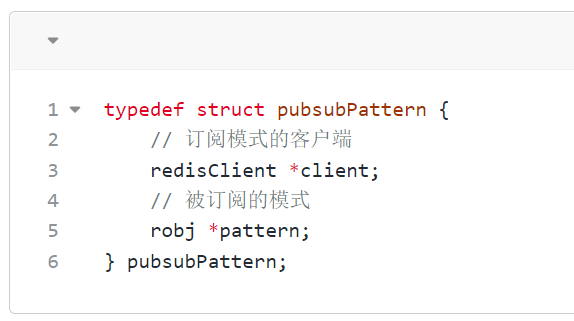 1 typedef struct pubsubPattern {
2 // 订阅模式的客户端
3 redisClient *client;
4 // 被订阅的模式
5 robj *pattern;
6 } pubsubPattern;